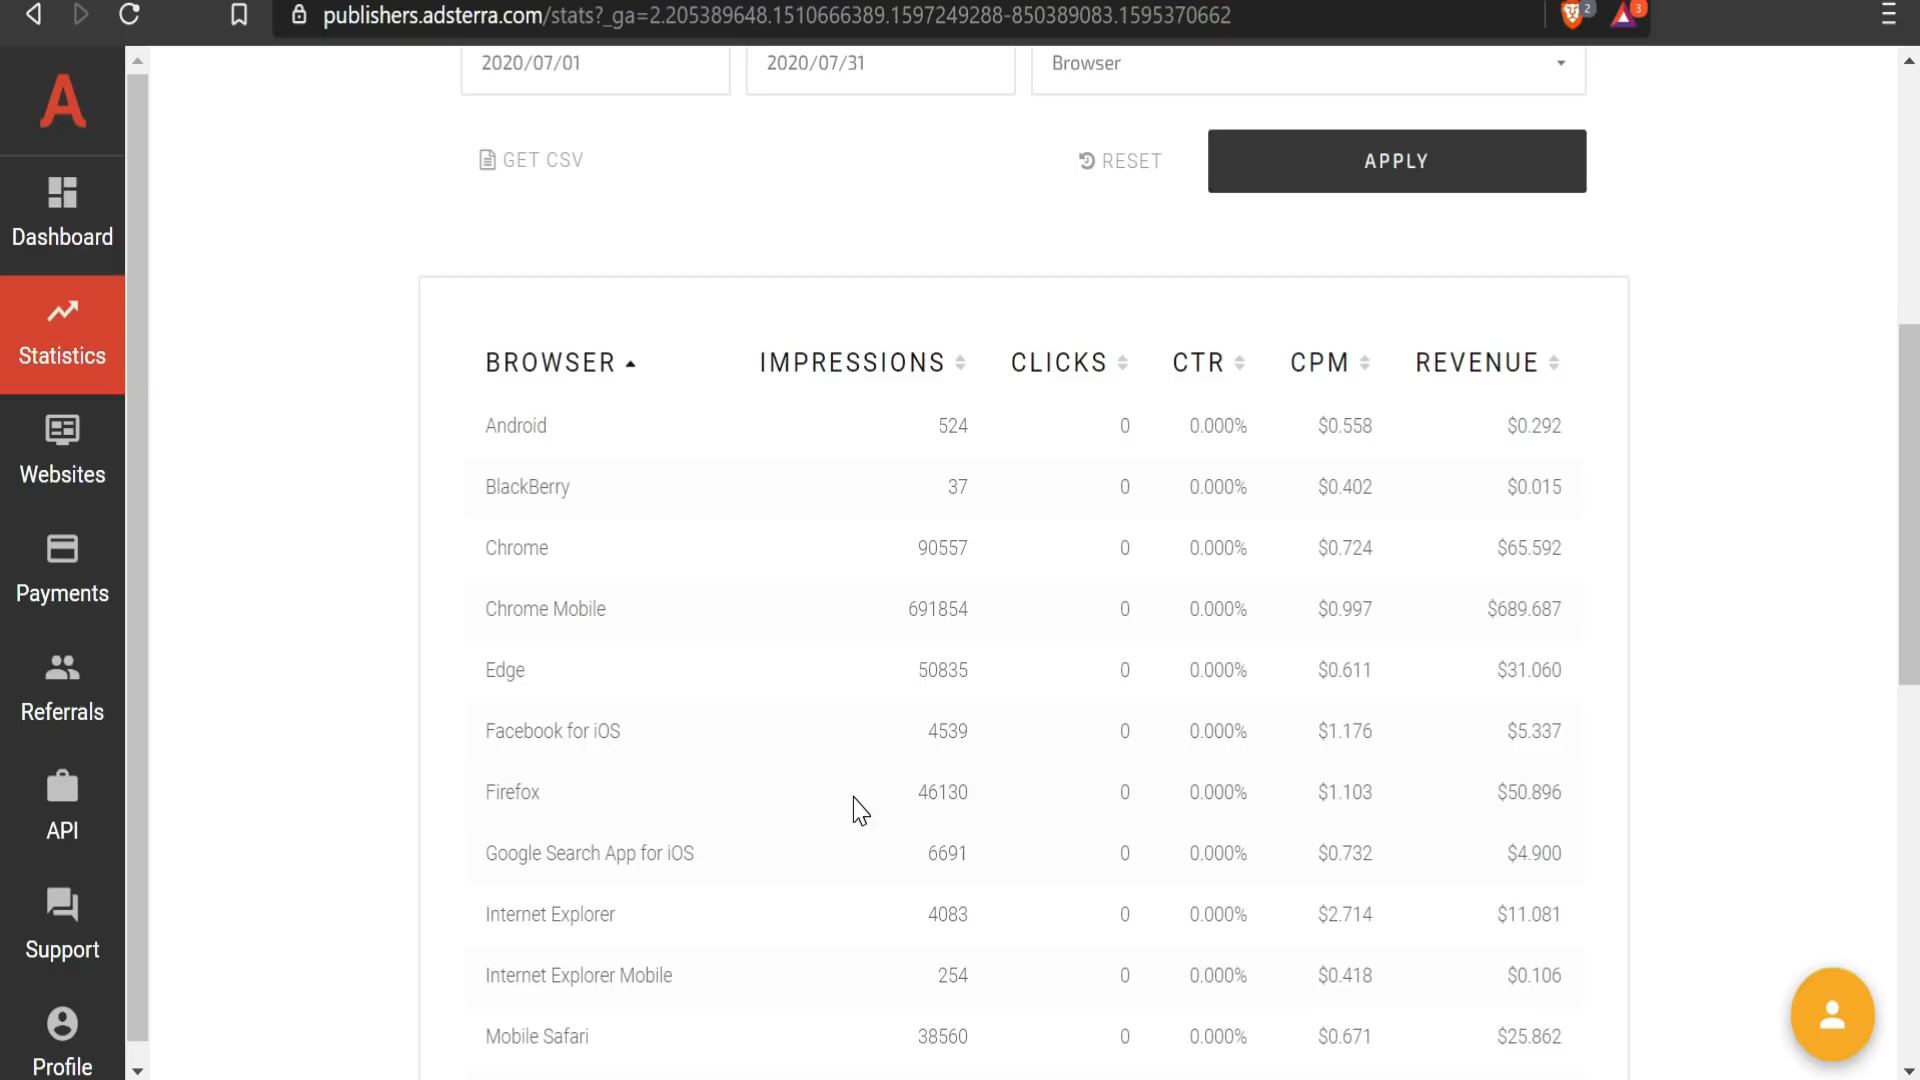 publishers.adsterra.com/stats?_ga=2.205389648.1510666389.1597249288-850389083.1595370662
2
3
2020/07/01 2020/07/31 Browser
GET CSV RESET APPLY
A
Dashboard
Statistics
Websites
Payments
Referrals
API
Support
Profile
BROWSER IMPRESSIONS CLICKS CTR CPM REVENUE
Android 524 0 0.000% $0.558 $0.292
BlackBerry 37 0 0.000% $0.402 $0.015
Chrome 90557 0 0.000% $0.724 $65.592
Chrome Mobile 691854 0 0.000% $0.997 $689.687
Edge 50835 0 0.000% $0.611 $31.060
Facebook for iOS 4539 0 0.000% $1.176 $5.337
Firefox 46130 0 0.000% $1.103 $50.896
Google Search App for iOS 6691 0 0.000% $0.732 $4.900
Internet Explorer 4083 0 0.000% $2.714 $11.081
Internet Explorer Mobile 254 0 0.000% $0.418 $0.106
Mobile Safari 38560 0 0.000% $0.671 $25.862